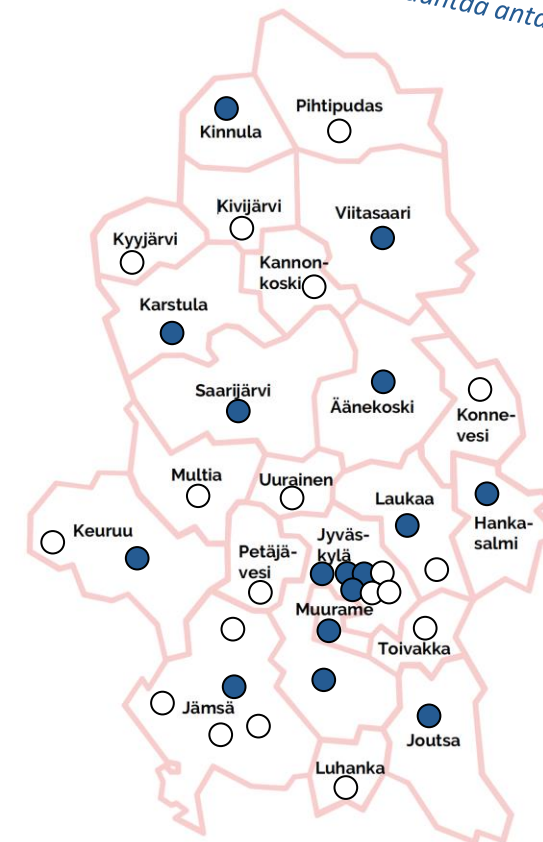 anta
Pihtipudas
Kinnula
Kivijärvi
Viitasaari
Kyyjärvi
Kannon-
koski
Karstula
Saarijärvi
Äänekoski
Konne-
vesi
Multia
Uurainen
Laukaa
Hanka-
salmi
Keuruu
Jyväs-
kylä
Petäjä-
vesi
Muurame
Toivakka
Jämsä
Joutsa
Luhanka